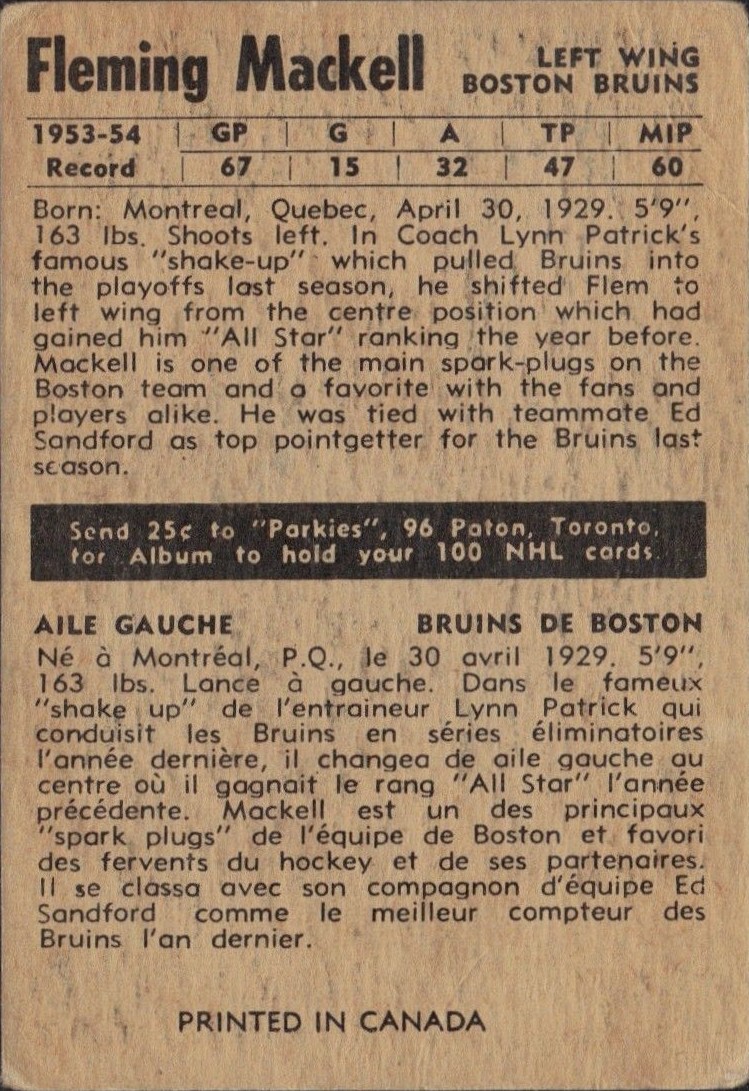 Fleming Mackell
LEFT WING
BOSTON BRUINS
1953-54 | GP | G | A | TP | MIP
Record | 67 | 15 | 32 | 47 | 60
Born: Montreal, Quebec, April 30, 1929. 5'9",
163 lbs. Shoots left. In Coach Lynn Patrick's
famous "shake-up" which pulled Bruins into
the playoffs last season, he shifted Flem to
left wing from the centre position which had
gained him "All Star" ranking the year before.
Mackell is one of the main spark-plugs on the
Boston team and a favorite with the fans and
players alike. He was tied with teammate Ed
Sandford as top pointgetter for the Bruins last
season.
Send 25¢ to "Parkies", 96 Paton, Toronto,
for Album to hold your 100 NHL cards.
AILE GAUCHE BRUINS DE BOSTON
Né à Montréal, P.Q., le 30 avril 1929. 5'9",
163 lbs. Lance à gauche. Dans le fameux
"shake up" de l'entraineur Lynn Patrick qui
conduisit les Bruins en séries éliminatoires
l'année dernière, il changea de aile gauche au
centre où il gagnait le rang "All Star" l'année
précédente. Mackell est un des principaux
"spark plugs" de l'équipe de Boston et favori
des fervents du hockey et de ses partenaires.
Il se classa avec son compagnon d'équipe Ed
Sandford comme le meilleur compteur des
Bruins l'an dernier.
PRINTED IN CANADA